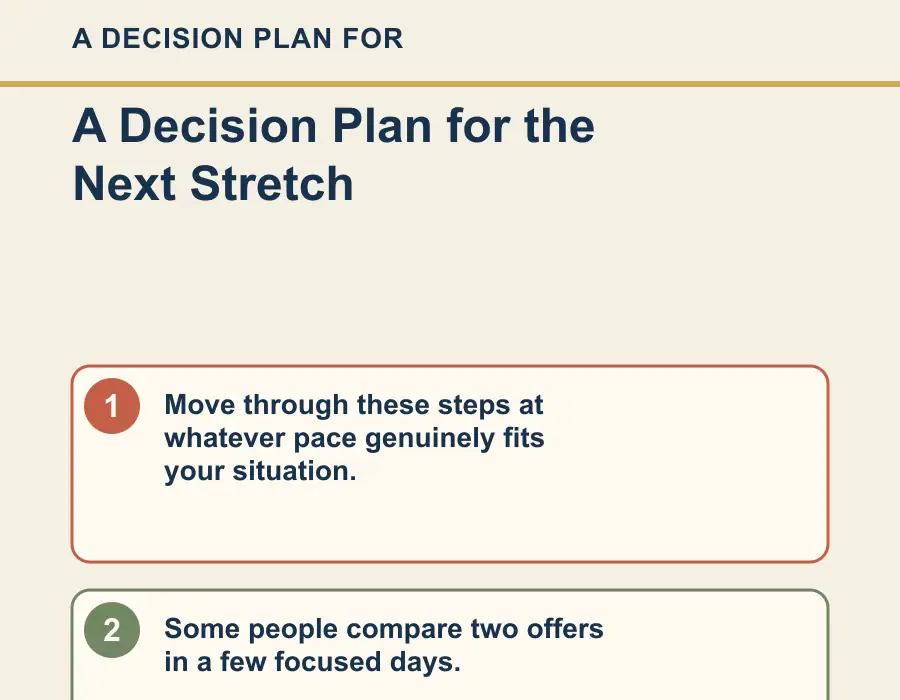 A DECISION PLAN FOR
A Decision Plan for the
Next Stretch
1
Move through these steps at
whatever pace genuinely fits
your situation.
2
Some people compare two offers
in a few focused days.